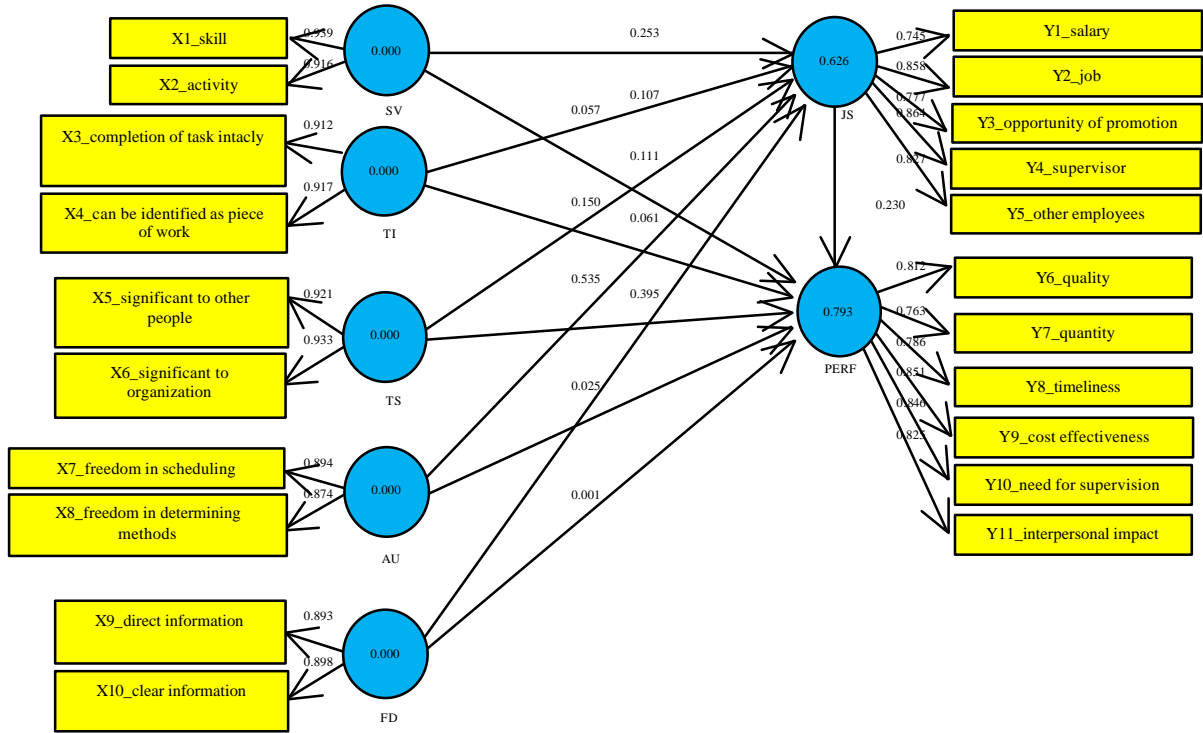 X1_skill
X2_activity
X3_completion of task intacly
X4_can be identified as piece
of work
X5_significant to other
people
X6_significant to
organization
X7_freedom in scheduling
X8_freedom in determining
methods
X9_direct information
X10_clear information
0.939
0.916
0.912
0.917
0.921
0.933
0.894
0.874
0.893
0.898
0.000
SV
0.000
TI
0.000
TS
0.000
AU
0.000
FD
0.253
0.107
0.057
0.111
0.150
0.061
0.535
0.395
0.025
0.001
0.230
0.626
JS
0.793
PERF
0.745
0.858
0.777
0.864
0.827
0.812
0.763
0.786
0.851
0.846
0.825
Y1_salary
Y2_job
Y3_opportunity of promotion
Y4_supervisor
Y5_other employees
Y6_quality
Y7_quantity
Y8_timeliness
Y9_cost effectiveness
Y10_need for supervision
Y11_interpersonal impact